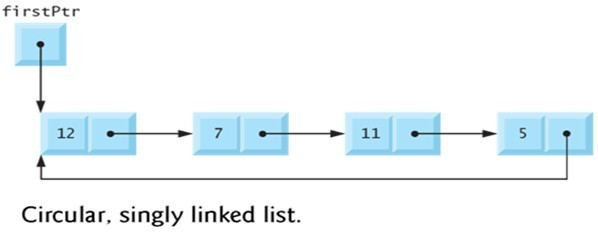 firstPtr
12 7 11 5
Circular, singly linked list.